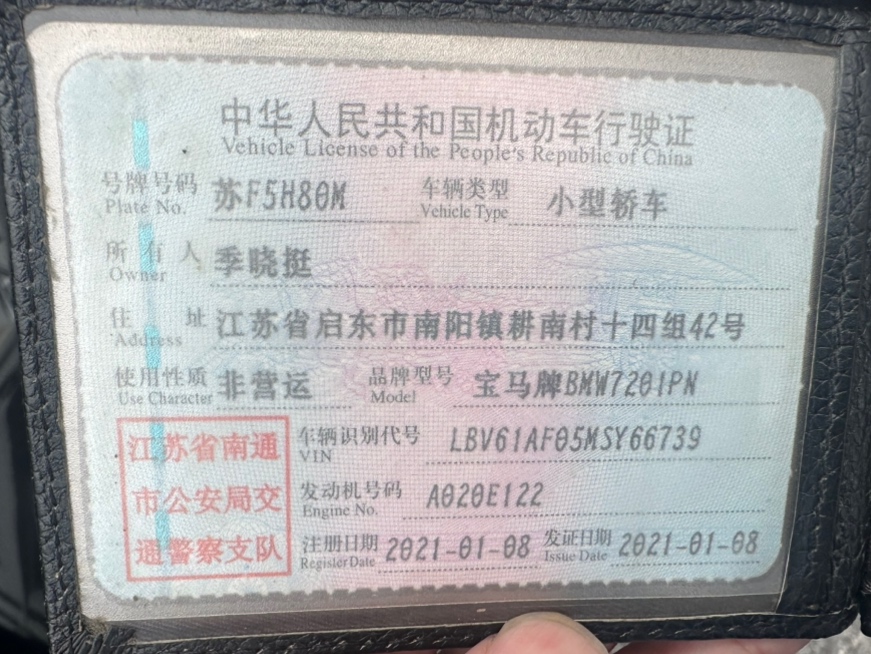 中华人民共和国机动车行驶证
Vehicle License of the People's Republic of China
号牌号码 苏F5H80M 车辆类型 小型轿车
Plate No. Vehicle Type
所有人 季晓挺
Owner
住址 江苏省启东市南阳镇耕南村十四组42号
Address
使用性质 非营运 品牌型号 宝马牌BMW7201PN
Use Character Model
江苏省南通 车辆识别代号 LBV61AF05MSY66739
VIN
市公安局交 发动机号码 A020E122
Engine No.
通警察支队 注册日期 2021-01-08 发证日期 2021-01-08
Register Date Issue Date